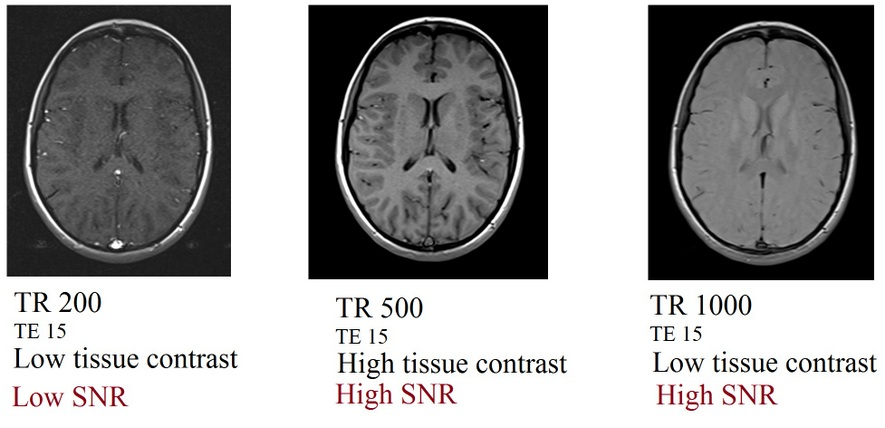 TR 200
TE 15
Low tissue contrast
Low SNR
TR 500
TE 15
High tissue contrast
High SNR
TR 1000
TE 15
Low tissue contrast
High SNR